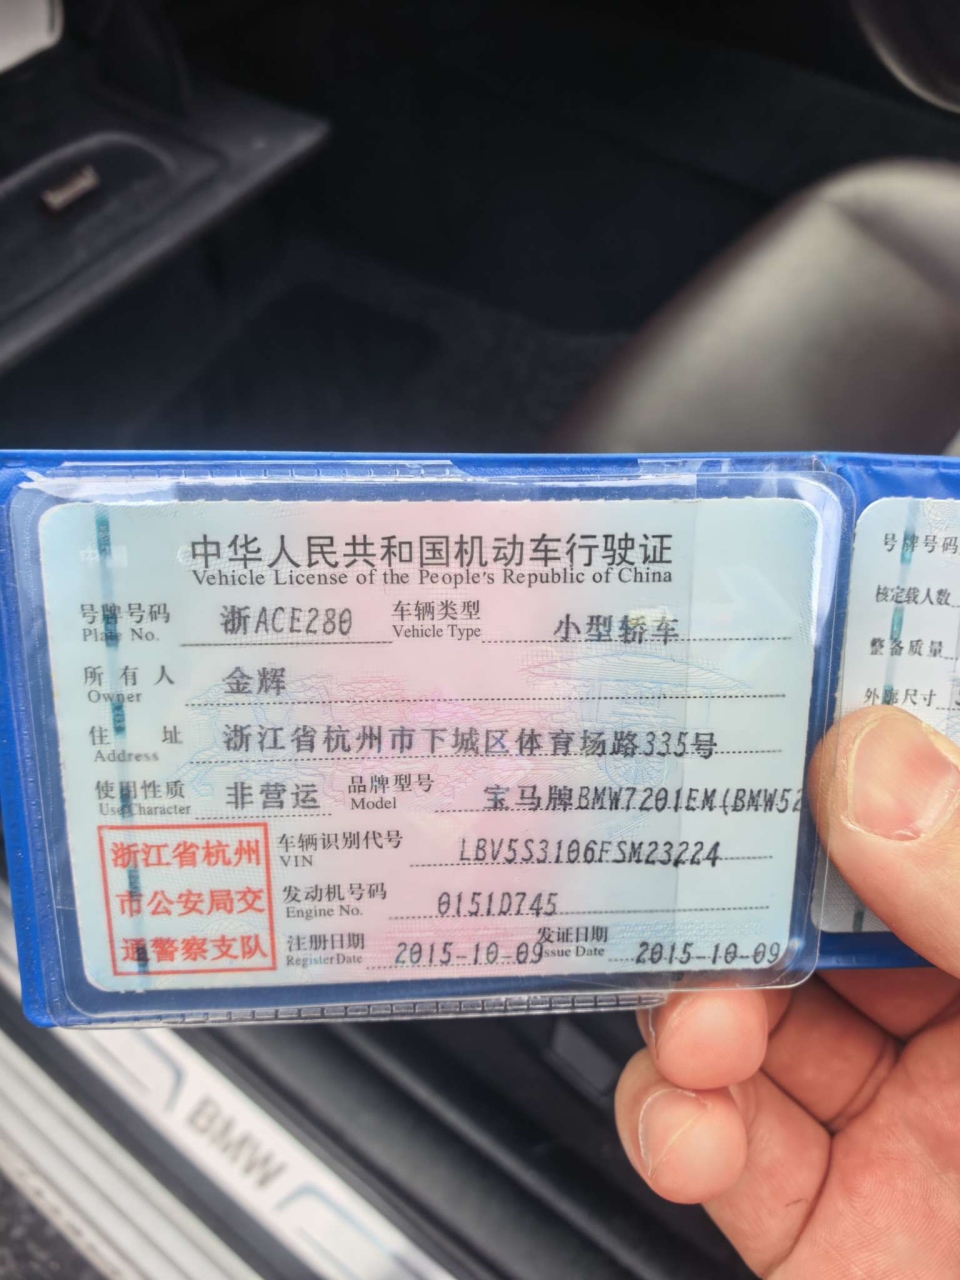 中华人民共和国机动车行驶证
Vehicle License of the People's Republic of China
号牌号码 浙ACE280 车辆类型 小型轿车
Plate No. Vehicle Type
所有人 金辉
Owner
住址 浙江省杭州市下城区体育场路335号
Address
使用性质 非营运 品牌型号 宝马牌BMW7201EM(BMW52
Use Character Model
浙江省杭州
市公安局交
通警察支队
车辆识别代号 LBV5S3106FSM23224
VIN
发动机号码 0151D745
Engine No.
注册日期 2015-10-09 发证日期 2015-10-09
Register Date Issue Date
号牌号码
核定载人数
整备质量
外廓尺寸
BMW